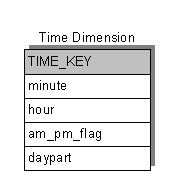 Time Dimension
TIME_KEY
minute
hour
am_pm_flag
daypart